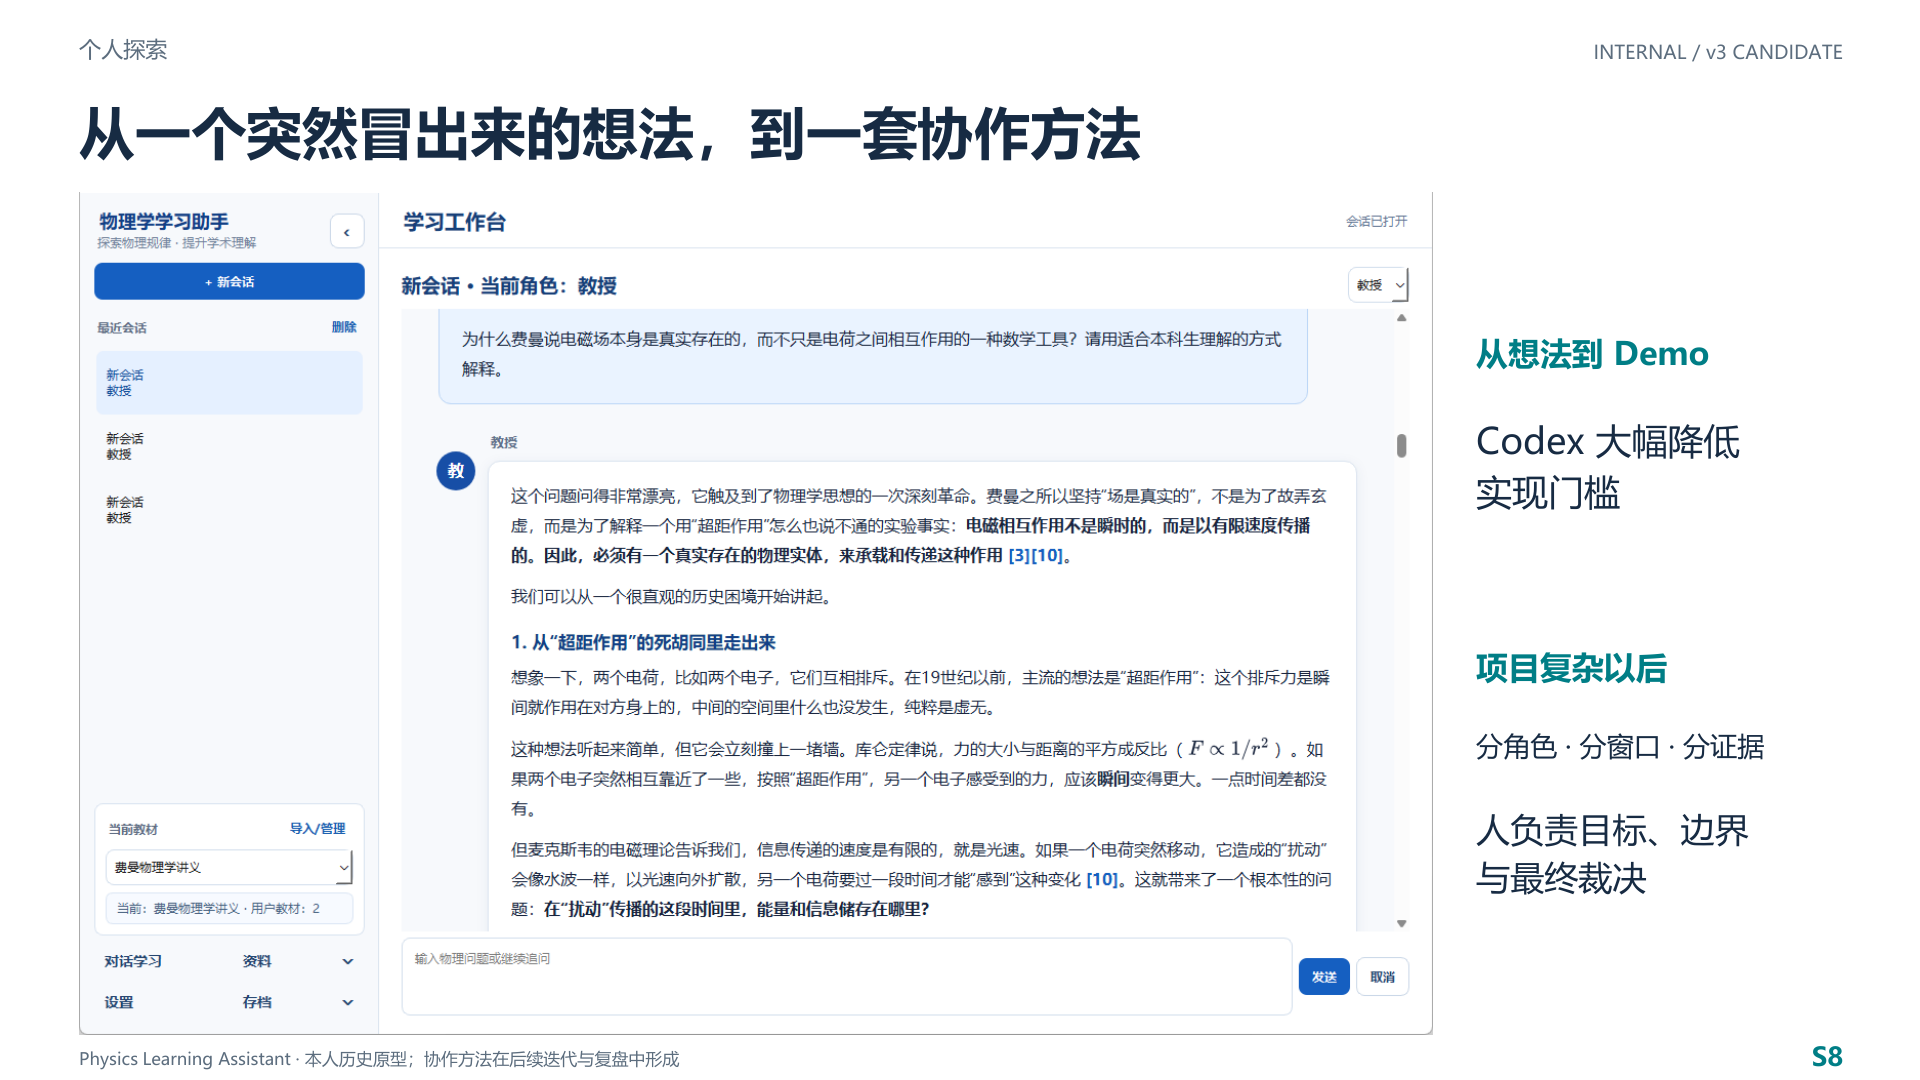 个人探索
INTERNAL / v3 CANDIDATE
从一个突然冒出来的想法，到一套协作方法
物理学学习助手
探索物理规律 · 提升学术理解
‹
+ 新会话
最近会话
删除
新会话
教授
新会话
教授
新会话
教授
当前教材
导入/管理
费曼物理学讲义
当前：费曼物理学讲义 · 用户教材：2
对话学习
资料
设置
存档
学习工作台
会话已打开
新会话 • 当前角色：教授
教授
为什么费曼说电磁场本身是真实存在的，而不只是电荷之间相互作用的一种数学工具？请用适合本科生理解的方式
解释。
教授
教
这个问题问得非常漂亮，它触及到了物理学思想的一次深刻革命。费曼之所以坚持“场是真实的”，不是为了故弄玄
虚，而是为了解释一个用“超距作用”怎么也说不通的实验事实：电磁相互作用不是瞬时的，而是以有限速度传播
的。因此，必须有一个真实存在的物理实体，来承载和传递这种作用 [3][10]。
我们可以从一个很直观的历史困境开始讲起。
1. 从“超距作用”的死胡同里走出来
想象一下，两个电荷，比如两个电子，它们互相排斥。在19世纪以前，主流的想法是“超距作用”：这个排斥力是瞬
间就作用在对方身上的，中间的空间里什么也没发生，纯粹是虚无。
这种想法听起来简单，但它会立刻撞上一堵墙。库仑定律说，力的大小与距离的平方成反比（ F ∝ 1/r² ）。如
果两个电子突然相互靠近了一些，按照“超距作用”，另一个电子感受到的力，应该瞬间变得更大。一点时间差都没
有。
但麦克斯韦的电磁理论告诉我们，信息传递的速度是有限的，就是光速。如果一个电荷突然移动，它造成的“扰动”
会像水波一样，以光速向外扩散，另一个电荷要过一段时间才能“感到”这种变化 [10]。这就带来了一个根本性的问
题：在“扰动”传播的这段时间里，能量和信息储存在哪里？
输入物理问题或继续追问
发送
取消
从想法到 Demo
Codex 大幅降低
实现门槛
项目复杂以后
分角色 · 分窗口 · 分证据
人负责目标、边界
与最终裁决
Physics Learning Assistant · 本人历史原型；协作方法在后续迭代与复盘中形成
S8